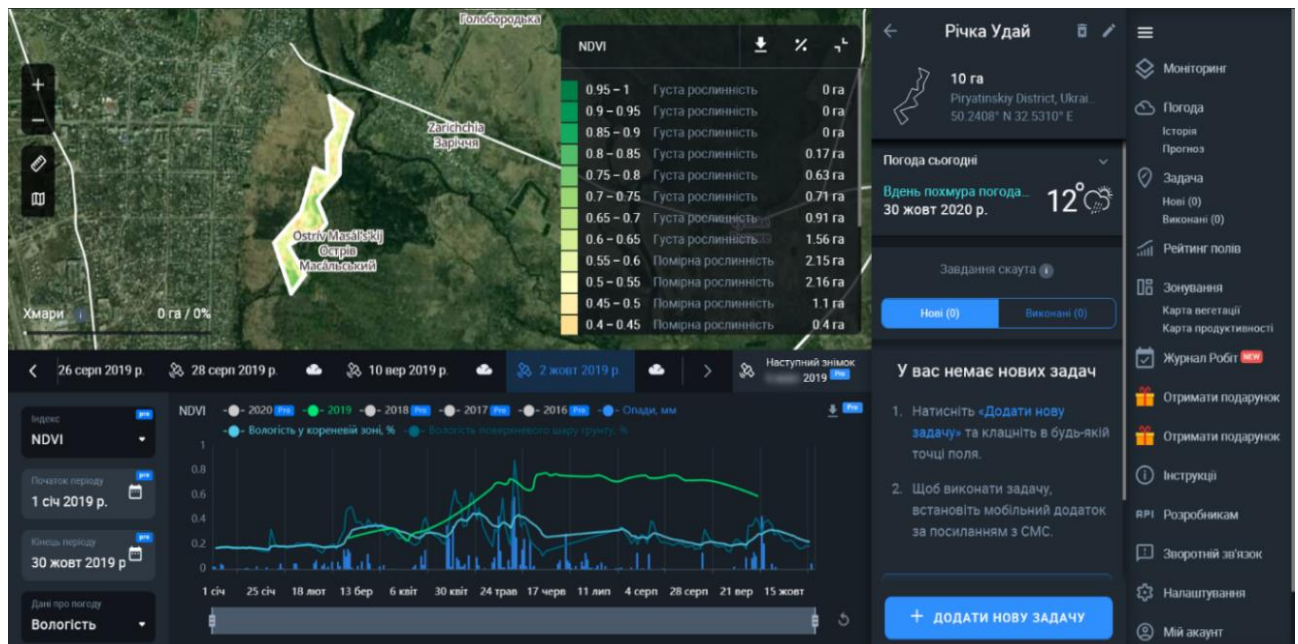 Голобородька
Zarichchia
Заріччя
Ostriv Masal's'kij
Острів
Масальський
Хмари
0 га / 0%
NDVI
0.95 – 1 Густа рослинність 0 га
0.9 – 0.95 Густа рослинність 0 га
0.85 – 0.9 Густа рослинність 0 га
0.8 – 0.85 Густа рослинність 0.17 га
0.75 – 0.8 Густа рослинність 0.63 га
0.7 – 0.75 Густа рослинність 0.71 га
0.65 – 0.7 Густа рослинність 0.91 га
0.6 – 0.65 Густа рослинність 1.56 га
0.55 – 0.6 Помірна рослинність 2.15 га
0.5 – 0.55 Помірна рослинність 2.16 га
0.45 – 0.5 Помірна рослинність 1.1 га
0.4 – 0.45 Помірна рослинність 0.4 га
26 серп 2019 р. 28 серп 2019 р. 10 вер 2019 р. 2 жовт 2019 р.
Наступний знімок
2019 Pro
Індекс pro
NDVI
Початок періоду pro
1 січ 2019 р.
Кінець періоду pro
30 жовт 2019 р
Дані про погоду
Вологість
NDVI 2020 Pro 2019 2018 Pro 2017 Pro 2016 Pro Опади, мм Pro
Вологість у кореневій зоні, % Вологість поверхневого шару ґрунту, %
1
0.8
0.6
0.4
0.2
0
1 січ 25 січ 18 лют 13 бер 6 квіт 30 квіт 24 трав 17 черв 11 лип 4 серп 28 серп 21 вер 15 жовт
Річка Удай
10 га
Piryatinskiy District, Ukrai...
50.2408° N 32.5310° E
Погода сьогодні
Вдень похмура погода...
30 жовт 2020 р.
12°
Завдання скаута
Нові (0) Виконані (0)
У вас немає нових задач
1. Натисніть «Додати нову
задачу» та клацніть в будь-якій
точці поля.
2. Щоб виконати задачу,
встановіть мобільний додаток
за посиланням з СМС.
+ ДОДАТИ НОВУ ЗАДАЧУ
Моніторинг
Погода
Історія
Прогноз
Задача
Нові (0)
Виконані (0)
Рейтинг полів
Зонування
Карта вегетації
Карта продуктивності
Журнал Робіт NEW
Отримати подарунок
Отримати подарунок
Інструкції
API Розробникам
Зворотній зв'язок
Налаштування
Мій акаунт